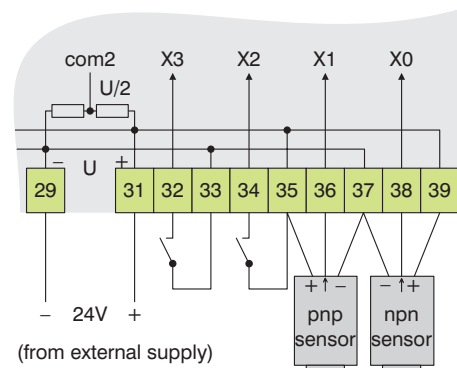 com2 X3 X2 X1 X0
U/2
− U +
29 31 32 33 34 35 36 37 38 39
+ − − +
− 24V + pnp npn
sensor sensor
(from external supply)